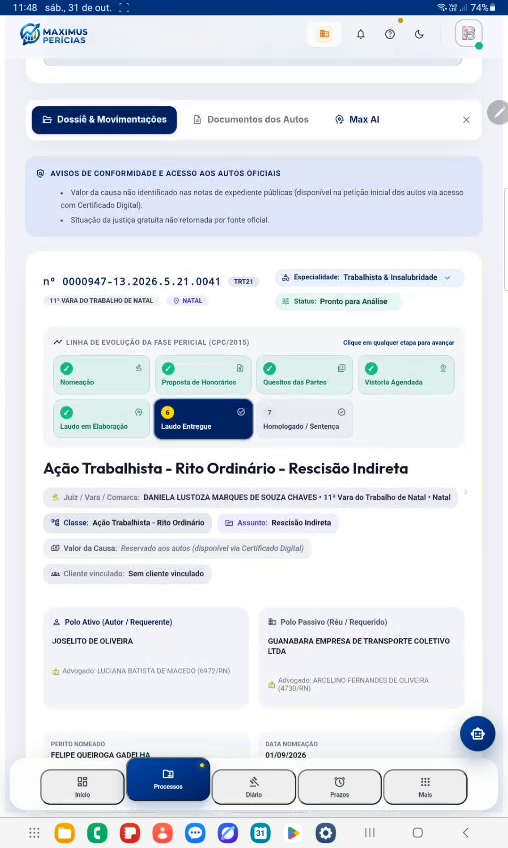 11:48 sáb., 31 de out.
74%
MAXIMUS
PERÍCIAS
Dossiê & Movimentações
Documentos dos Autos
Max AI
AVISOS DE CONFORMIDADE E ACESSO AOS AUTOS OFICIAIS
• Valor da causa não identificado nas notas de expediente públicas (disponível na petição inicial dos autos via acesso
com Certificado Digital).
• Situação da justiça gratuita não retornada por fonte oficial.
nº 0000947-13.2026.5.21.0041 TRT21
Especialidade: Trabalhista & Insalubridade
11ª VARA DO TRABALHO DE NATAL
NATAL
Status: Pronto para Análise
LINHA DE EVOLUÇÃO DA FASE PERICIAL (CPC/2015)
Clique em qualquer etapa para avançar
Nomeação
Proposta de Honorários
Quesitos das Partes
Vistoria Agendada
Laudo em Elaboração
6
Laudo Entregue
7
Homologado / Sentença
Ação Trabalhista - Rito Ordinário - Rescisão Indireta
Juiz / Vara / Comarca: DANIELA LUSTOZA MARQUES DE SOUZA CHAVES • 11ª Vara do Trabalho de Natal • Natal
Classe: Ação Trabalhista - Rito Ordinário
Assunto: Rescisão Indireta
Valor da Causa: Reservado aos autos (disponível via Certificado Digital)
Cliente vinculado: Sem cliente vinculado
Polo Ativo (Autor / Requerente)
JOSELITO DE OLIVEIRA
Advogado: LUCIANA BATISTA DE MACEDO (6972/RN)
Polo Passivo (Réu / Requerido)
GUANABARA EMPRESA DE TRANSPORTE COLETIVO
LTDA
Advogado: ARCELINO FERNANDES DE OLIVEIRA
(4730/RN)
PERITO NOMEADO
FELIPE QUEIROGA GADELHA
DATA NOMEAÇÃO
01/09/2026
Início
Processos
Diário
Prazos
Mais
31